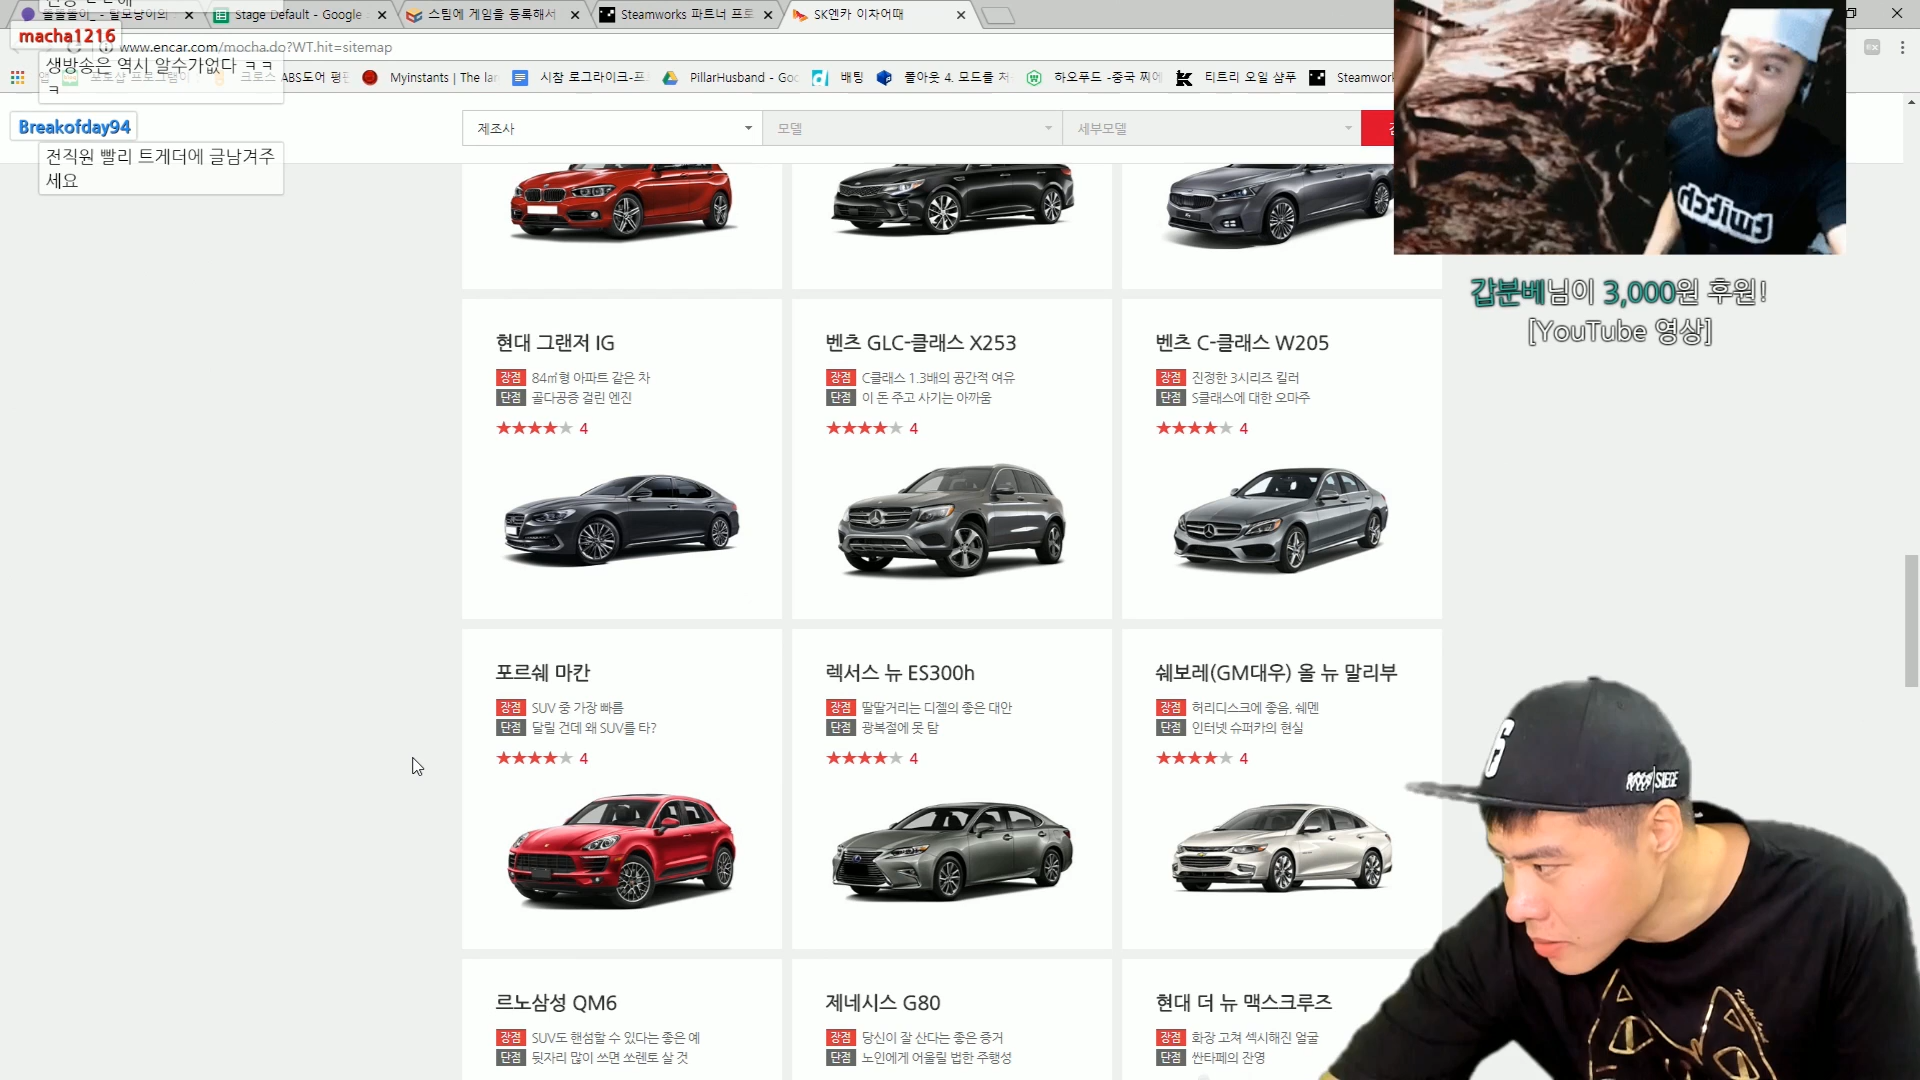 macha1216
생방송은 역시 알수가없다 ㅋㅋ
ㅋ
Breakofday94
전직원 빨리 트게더에 글남겨주
세요
Stage Default - Google
스팀에 게임을 등록해서
Steamworks 파트너 프로
SK엔카 이차어때
www.encar.com/mocha.do?WT.hit=sitemap
Myinstants | The lar
시참 로그라이크-프
PillarHusband - Goo
배팅
폴아웃 4. 모드를 처
하오푸드 -중국 찌에
티트리 오일 샴푸
Steamwor
제조사
모델
세부모델
갑분베님이 3,000원 후원!
[YouTube 영상]
현대 그랜저 IG
장점 84㎡형 아파트 같은 차
단점 골다공증 걸린 엔진
4
벤츠 GLC-클래스 X253
장점 C클래스 1.3배의 공간적 여유
단점 이 돈 주고 사기는 아까움
4
벤츠 C-클래스 W205
장점 진정한 3시리즈 킬러
단점 S클래스에 대한 오마주
4
포르쉐 마칸
장점 SUV 중 가장 빠름
단점 달릴 건데 왜 SUV를 타?
4
렉서스 뉴 ES300h
장점 딸딸거리는 디젤의 좋은 대안
단점 광복절에 못 탐
4
쉐보레(GM대우) 올 뉴 말리부
장점 허리디스크에 좋음, 쉐멘
단점 인터넷 슈퍼카의 현실
4
르노삼성 QM6
장점 SUV도 핸섬할 수 있다는 좋은 예
단점 뒷자리 많이 쓰면 쏘렌토 살 것
제네시스 G80
장점 당신이 잘 산다는 좋은 증거
단점 노인에게 어울릴 법한 주행성
현대 더 뉴 맥스크루즈
장점 화장 고쳐 섹시해진 얼굴
단점 싼타페의 잔영
twitch
SIEGE